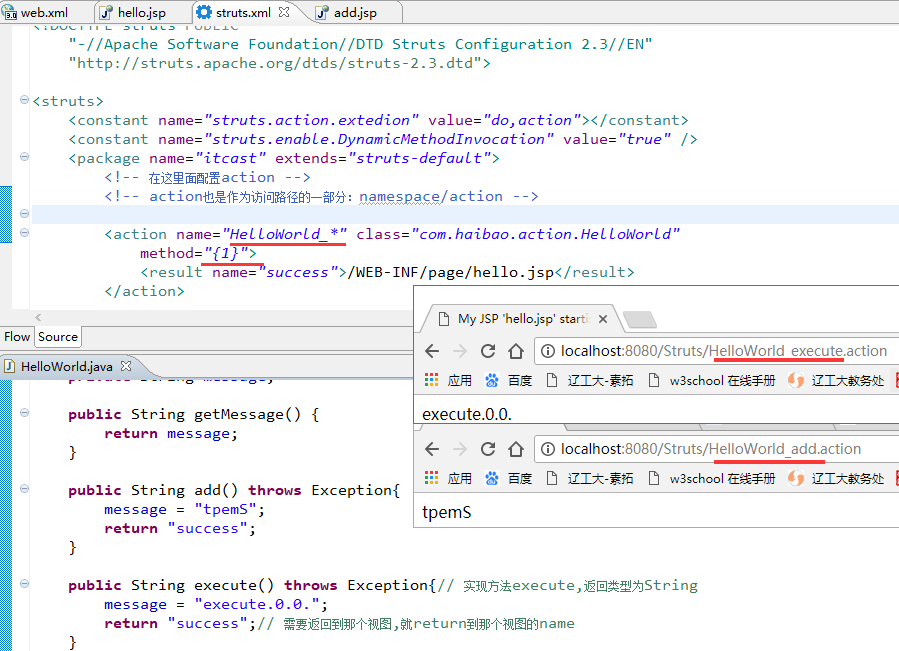 web.xml hello.jsp struts.xml add.jsp
<!DOCTYPE struts PUBLIC
"-//Apache Software Foundation//DTD Struts Configuration 2.3//EN"
"http://struts.apache.org/dtds/struts-2.3.dtd">
<struts>
<constant name="struts.action.extedion" value="do,action"></constant>
<constant name="struts.enable.DynamicMethodInvocation" value="true" />
<package name="itcast" extends="struts-default">
<!-- 在这里面配置action -->
<!-- action也是作为访问路径的一部分: namespace/action -->
<action name="HelloWorld_*" class="com.haibao.action.HelloWorld"
method="{1}">
<result name="success">/WEB-INF/page/hello.jsp</result>
</action>
Flow Source
My JSP 'hello.jsp' starti
localhost:8080/Struts/HelloWorld_execute.action
应用 百度 辽工大-素拓 w3school 在线手册 辽工大教务处
execute.0.0.
localhost:8080/Struts/HelloWorld_add.action
应用 百度 辽工大-素拓 w3school 在线手册 辽工大教务处
tpemS
HelloWorld.java
private String message;
public String getMessage() {
return message;
}
public String add() throws Exception{
message = "tpemS";
return "success";
}
public String execute() throws Exception{// 实现方法execute,返回类型为String
message = "execute.0.0.";
return "success";// 需要返回到那个视图,就return到那个视图的name
}